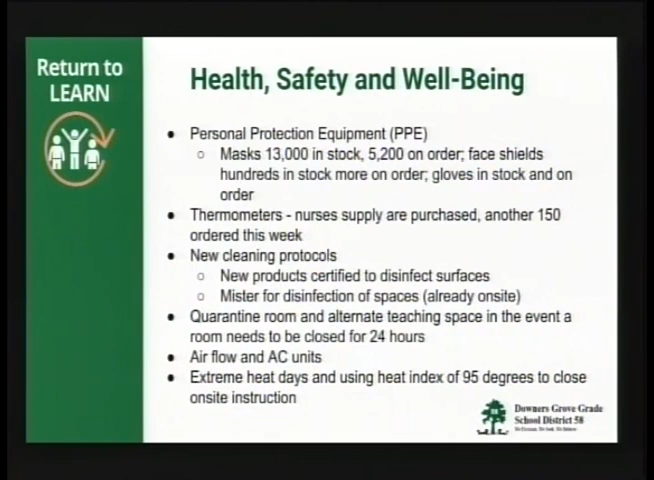 Return to
LEARN
Health, Safety and Well-Being
• Personal Protection Equipment (PPE)
○ Masks 13,000 in stock, 5,200 on order; face shields
hundreds in stock more on order; gloves in stock and on
order
• Thermometers - nurses supply are purchased, another 150
ordered this week
• New cleaning protocols
○ New products certified to disinfect surfaces
○ Mister for disinfection of spaces (already onsite)
• Quarantine room and alternate teaching space in the event a
room needs to be closed for 24 hours
• Air flow and AC units
• Extreme heat days and using heat index of 95 degrees to close
onsite instruction
Downers Grove Grade
School District 58